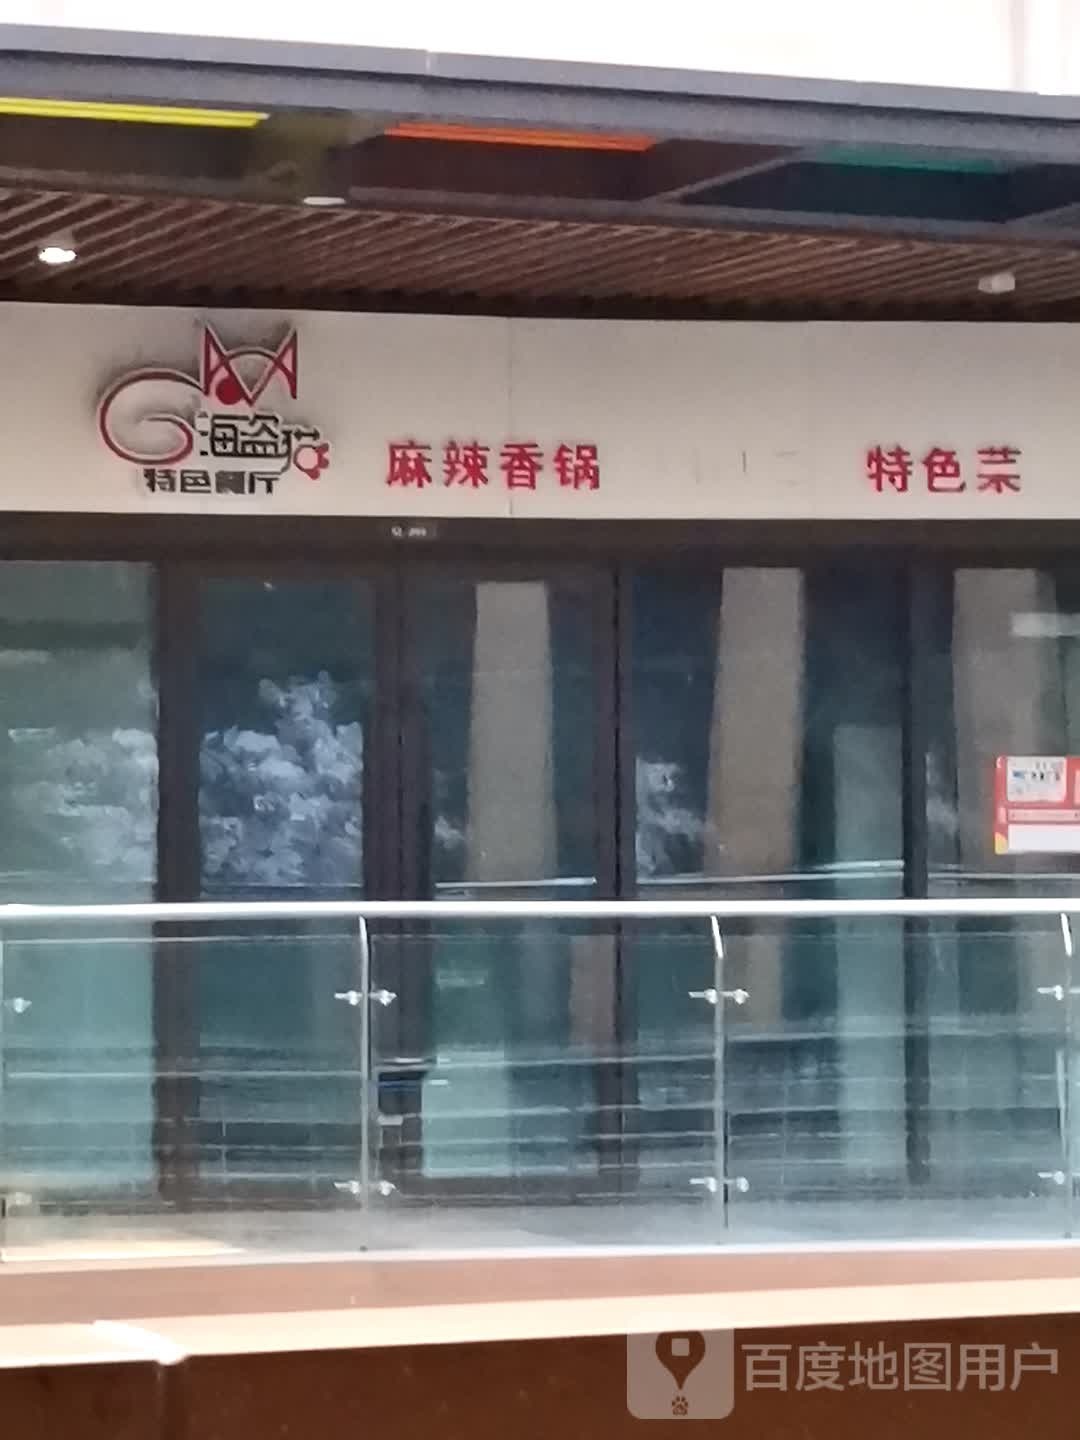 海盗猫
特色餐厅
麻辣香锅
特色菜
百度地图用户